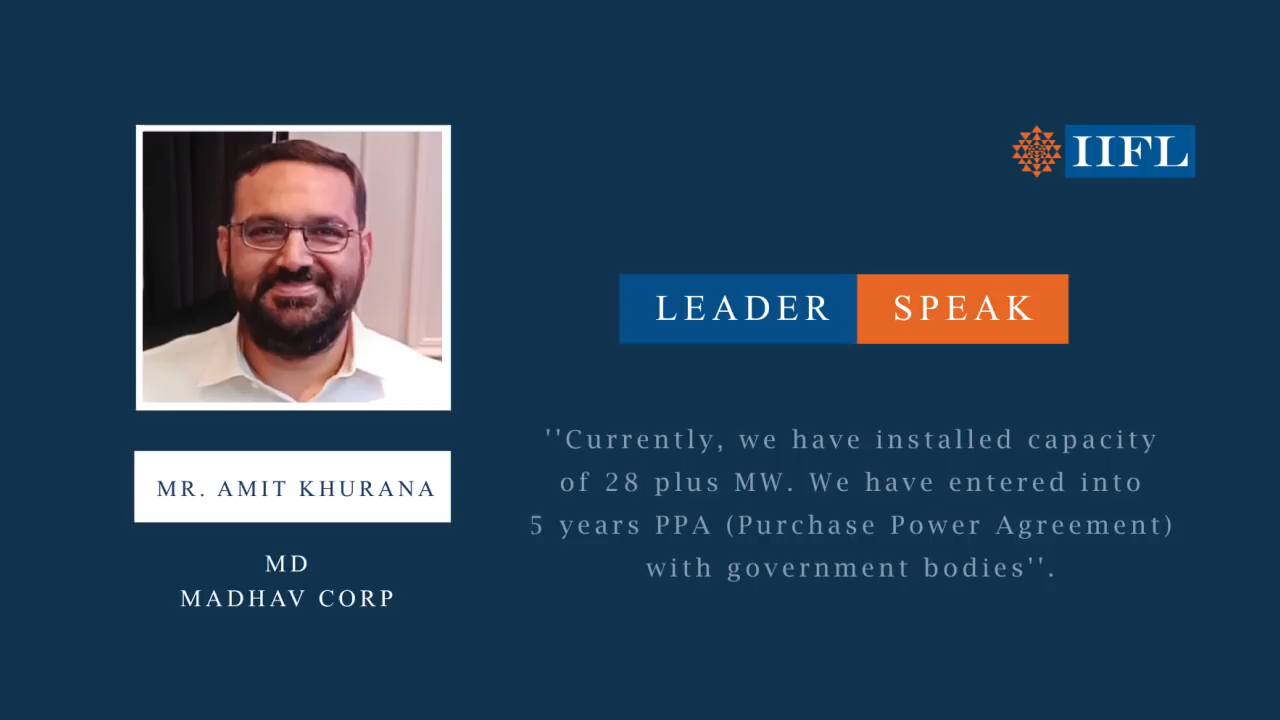 IIFL
LEADER SPEAK
''Currently, we have installed capacity
of 28 plus MW. We have entered into
5 years PPA (Purchase Power Agreement)
with government bodies''.
MR. AMIT KHURANA
MD
MADHAV CORP